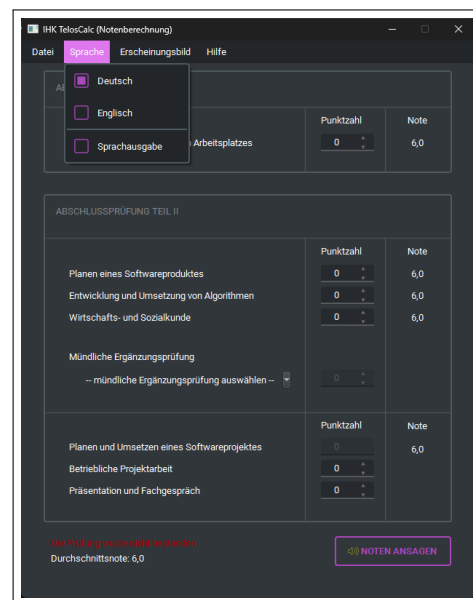 IHK TelosCalc (Notenberechnung)
Datei Sprache Erscheinungsbild Hilfe
Deutsch
Englisch
Sprachausgabe
Punktzahl Note
Arbeitsplatzes 0 6,0
ABSCHLUSSPRÜFUNG TEIL II
Punktzahl Note
Planen eines Softwareproduktes 0 6,0
Entwicklung und Umsetzung von Algorithmen 0 6,0
Wirtschafts- und Sozialkunde 0 6,0
Mündliche Ergänzungsprüfung
-- mündliche Ergänzungsprüfung auswählen -- 0
Punktzahl Note
Planen und Umsetzen eines Softwareprojektes 0 6,0
Betriebliche Projektarbeit 0
Präsentation und Fachgespräch 0
Durchschnittsnote: 6,0
NOTEN ANSAGEN